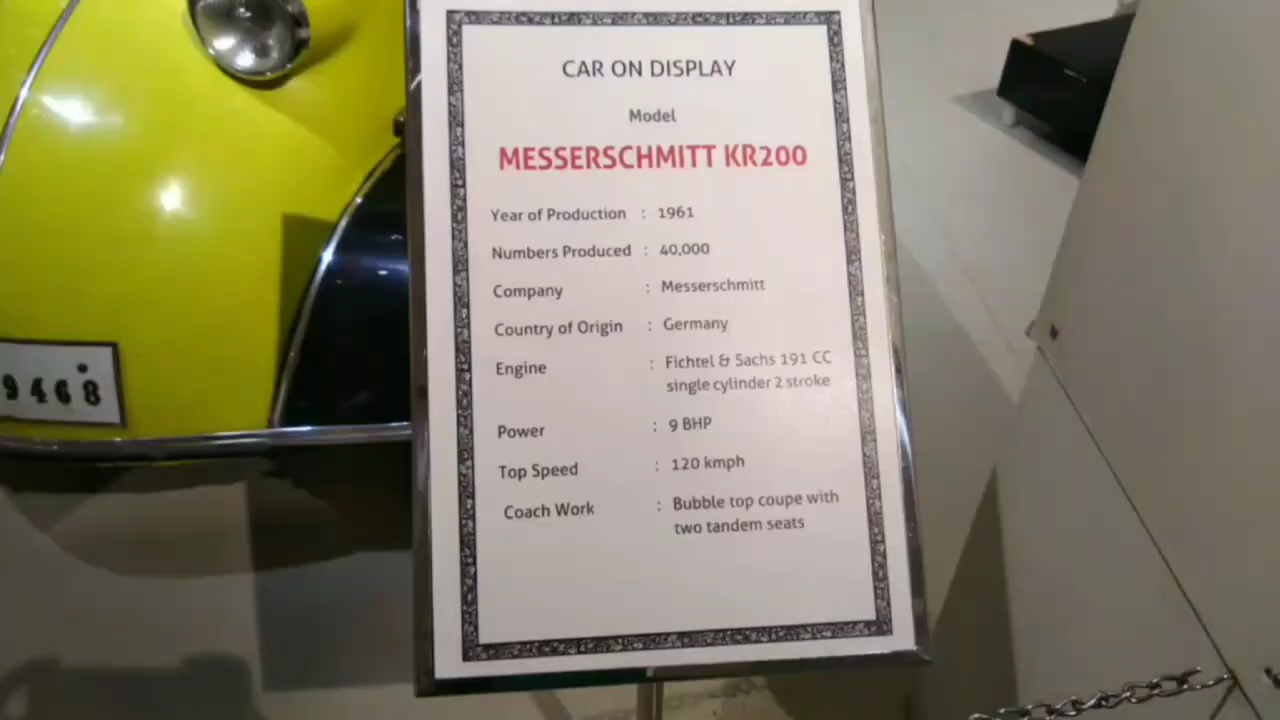 CAR ON DISPLAY
Model
MESSERSCHMITT KR200
Year of Production : 1961
Numbers Produced : 40,000
Company : Messerschmitt
Country of Origin : Germany
Engine : Fichtel & Sachs 191 CC
single cylinder 2 stroke
Power : 9 BHP
Top Speed : 120 kmph
Coach Work : Bubble top coupe with
two tandem seats
9468